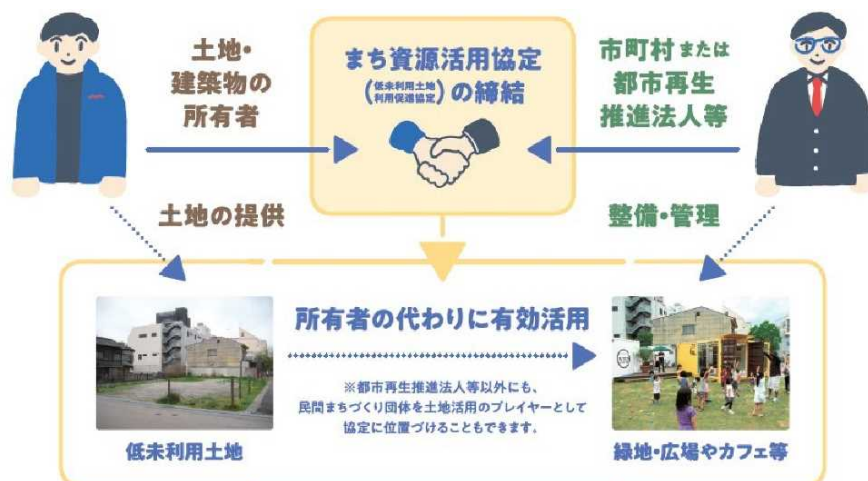 土地・
建築物の
所有者
まち資源活用協定
(低未利用土地
利用促進協定)の締結
市町村または
都市再生
推進法人等
土地の提供
整備・管理
所有者の代わりに有効活用
※都市再生推進法人等以外にも、
民間まちづくり団体を土地活用のプレイヤーとして
協定に位置づけることもできます。
低未利用土地
緑地・広場やカフェ等